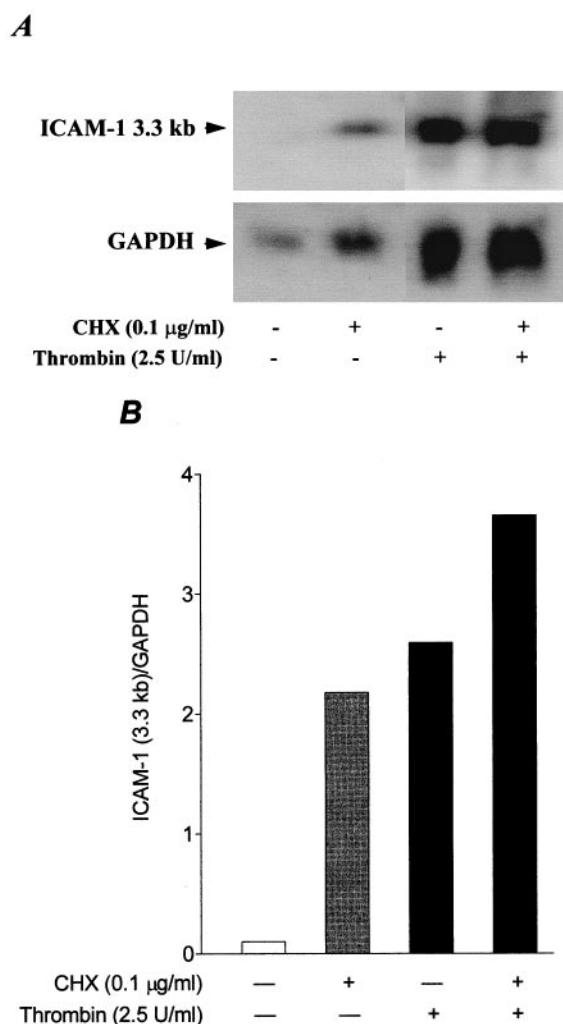 A
ICAM-1 3.3 kb
GAPDH
CHX (0.1 µg/ml) - + - +
Thrombin (2.5 U/ml) - - + +
B
4
3
2
1
0
ICAM-1 (3.3 kb)/GAPDH
CHX (0.1 µg/ml) — + — +
Thrombin (2.5 U/ml) — — + +